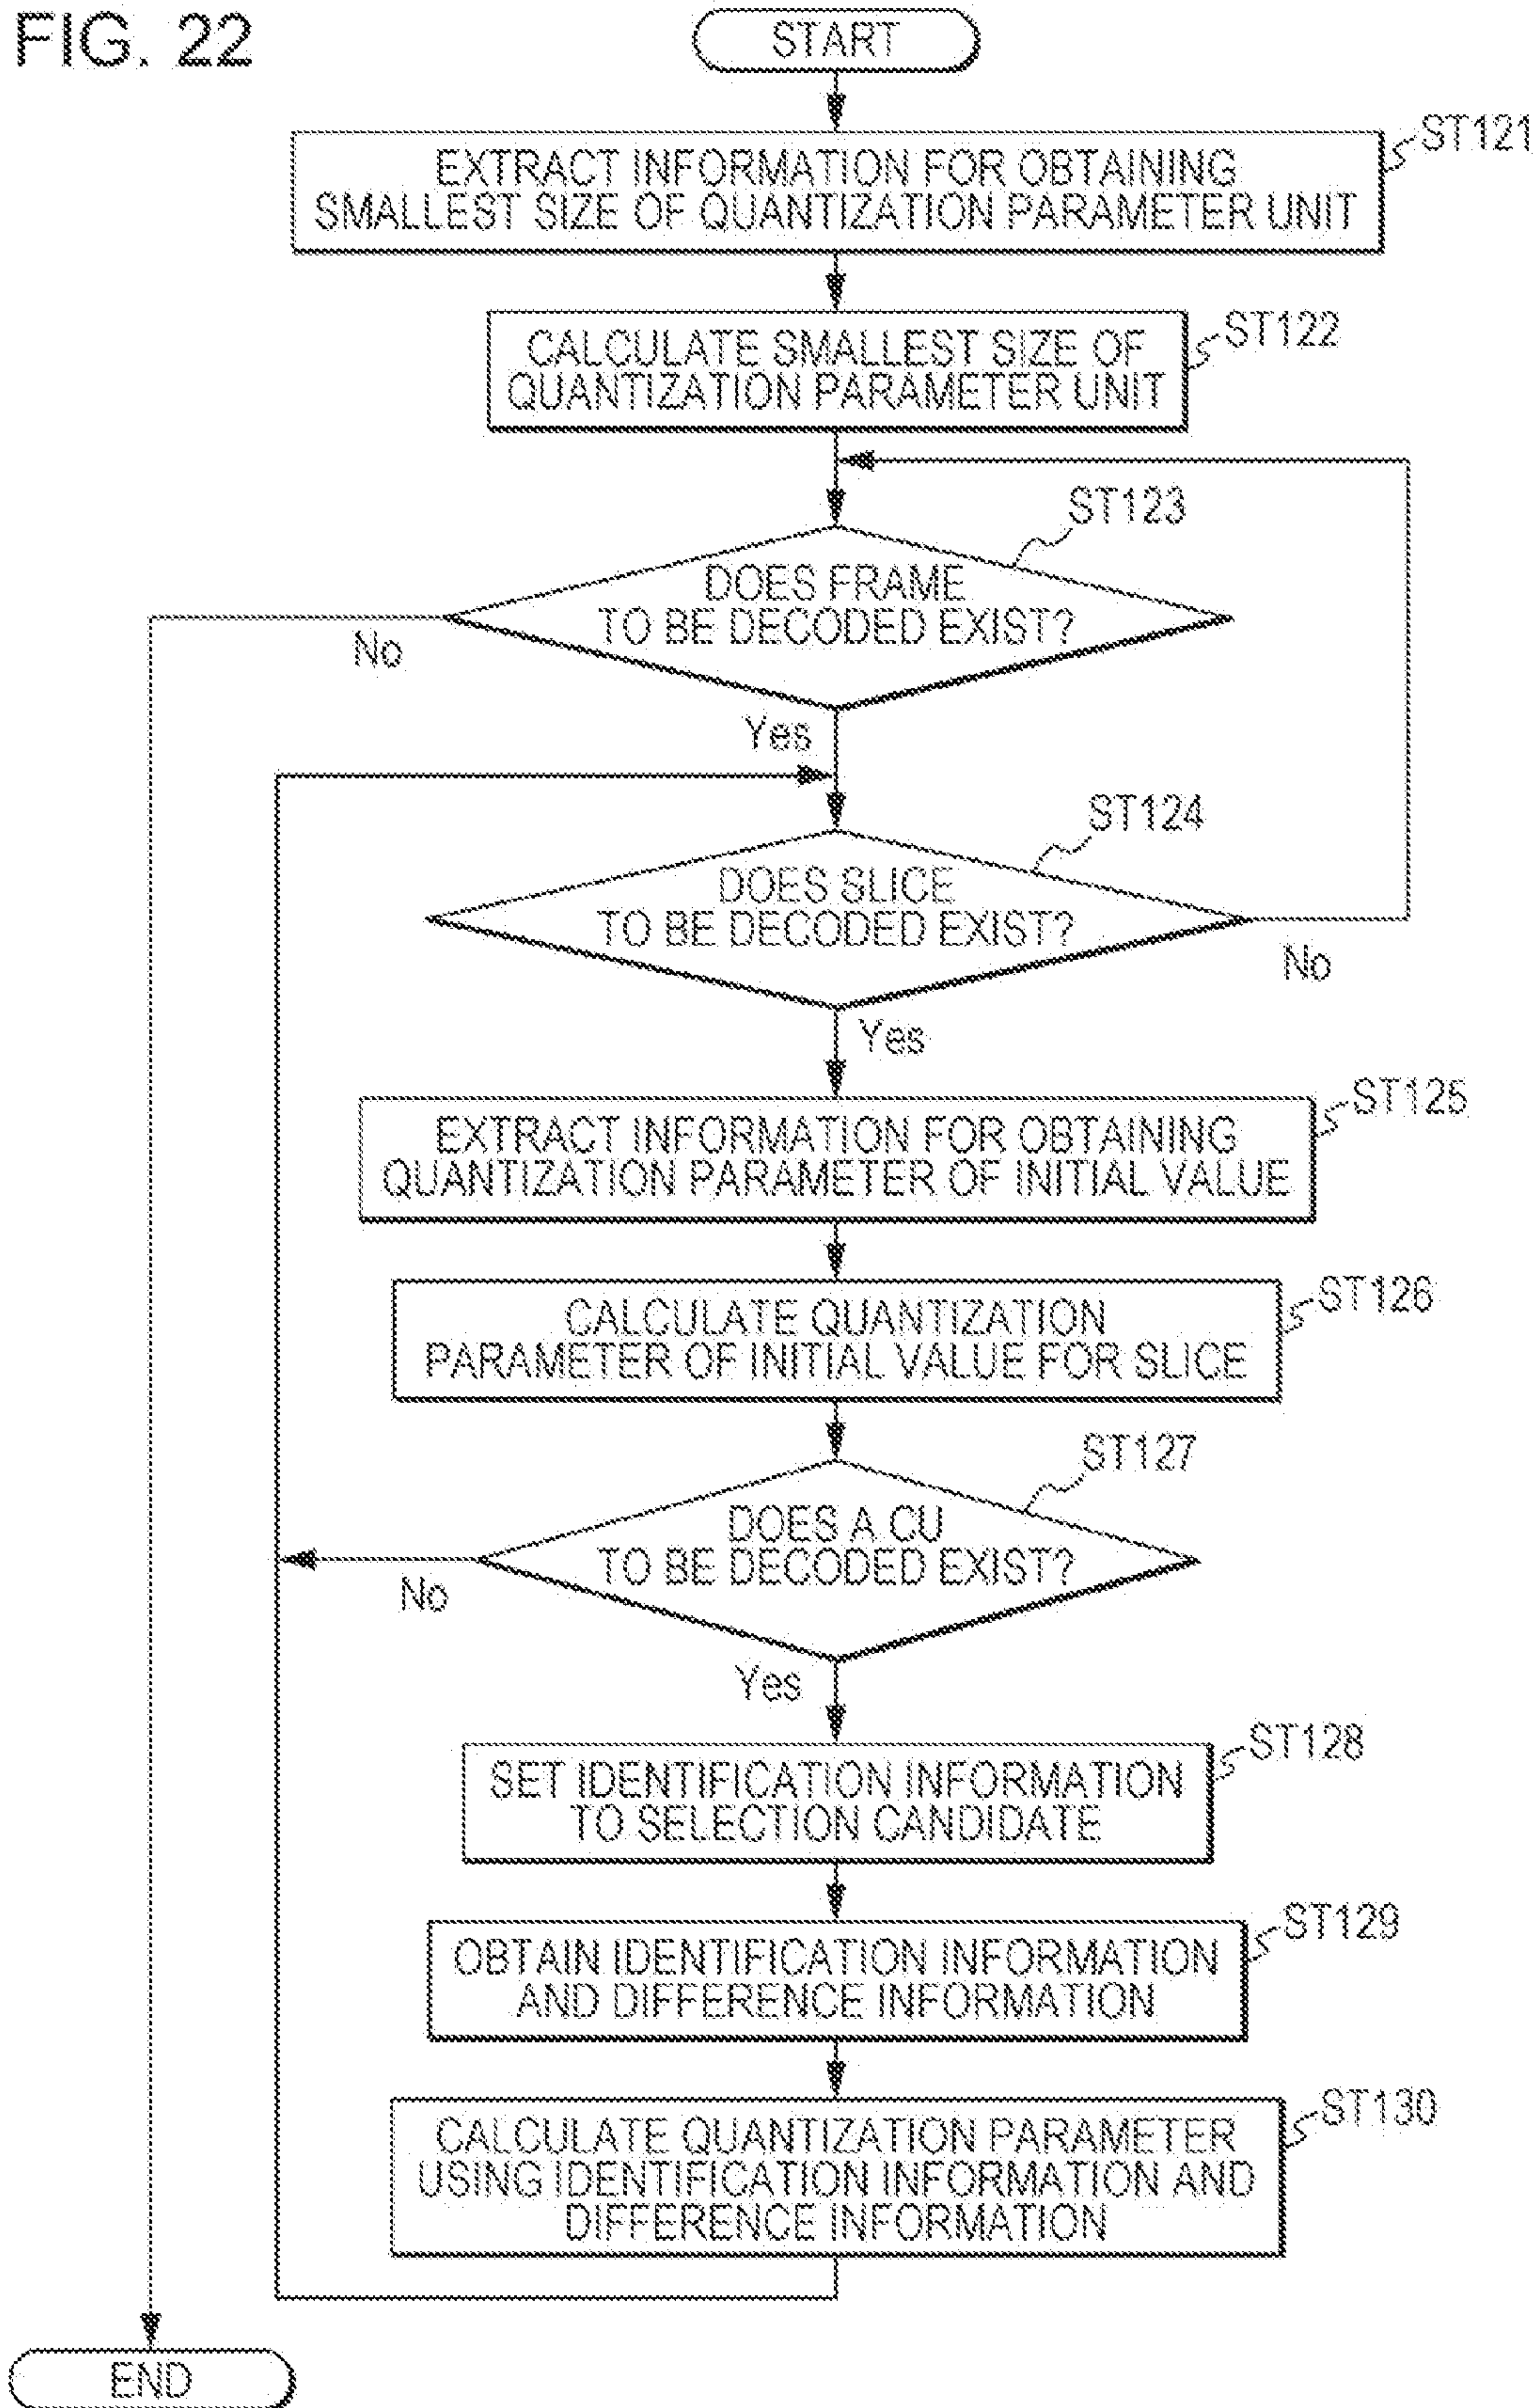 FIG. 22
START
ST121
EXTRACT INFORMATION FOR OBTAINING
SMALLEST SIZE OF QUANTIZATION PARAMETER UNIT
ST122
CALCULATE SMALLEST SIZE OF
QUANTIZATION PARAMETER UNIT
ST123
DOES FRAME
TO BE DECODED EXIST?
No
Yes
ST124
DOES SLICE
TO BE DECODED EXIST?
No
Yes
ST125
EXTRACT INFORMATION FOR OBTAINING
QUANTIZATION PARAMETER OF INITIAL VALUE
ST126
CALCULATE QUANTIZATION
PARAMETER OF INITIAL VALUE FOR SLICE
ST127
DOES A CU
TO BE DECODED EXIST?
No
Yes
ST128
SET IDENTIFICATION INFORMATION
TO SELECTION CANDIDATE
ST129
OBTAIN IDENTIFICATION INFORMATION
AND DIFFERENCE INFORMATION
ST130
CALCULATE QUANTIZATION PARAMETER
USING IDENTIFICATION INFORMATION AND
DIFFERENCE INFORMATION
END